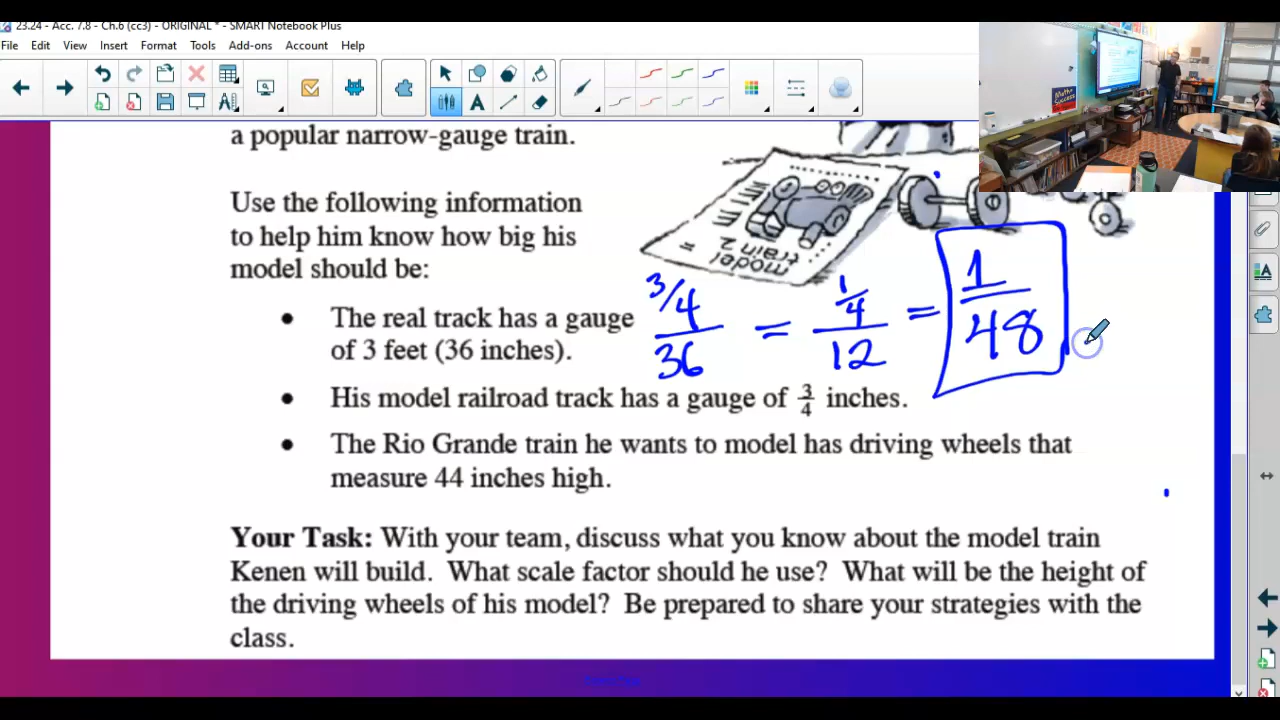 23.24 - Acc. 7.8 - Ch.6 (cc3) - ORIGINAL * - SMART Notebook Plus
File Edit View Insert Format Tools Add-ons Account Help
Math = Success
a popular narrow-gauge train.
Use the following information
to help him know how big his
model should be:
model
train 2
=
• The real track has a gauge
of 3 feet (36 inches).
3/4/36 = 1/4/12 = 1/48
• His model railroad track has a gauge of 3/4 inches.
• The Rio Grande train he wants to model has driving wheels that
measure 44 inches high.
Your Task: With your team, discuss what you know about the model train
Kenen will build. What scale factor should he use? What will be the height of
the driving wheels of his model? Be prepared to share your strategies with the
class.